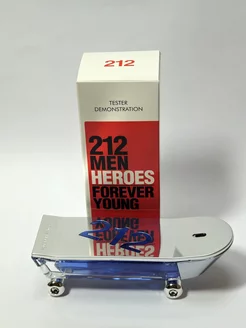 212
TESTER
DEMONSTRATION
212
MEN
HEROES
FOREVER
YOUNG